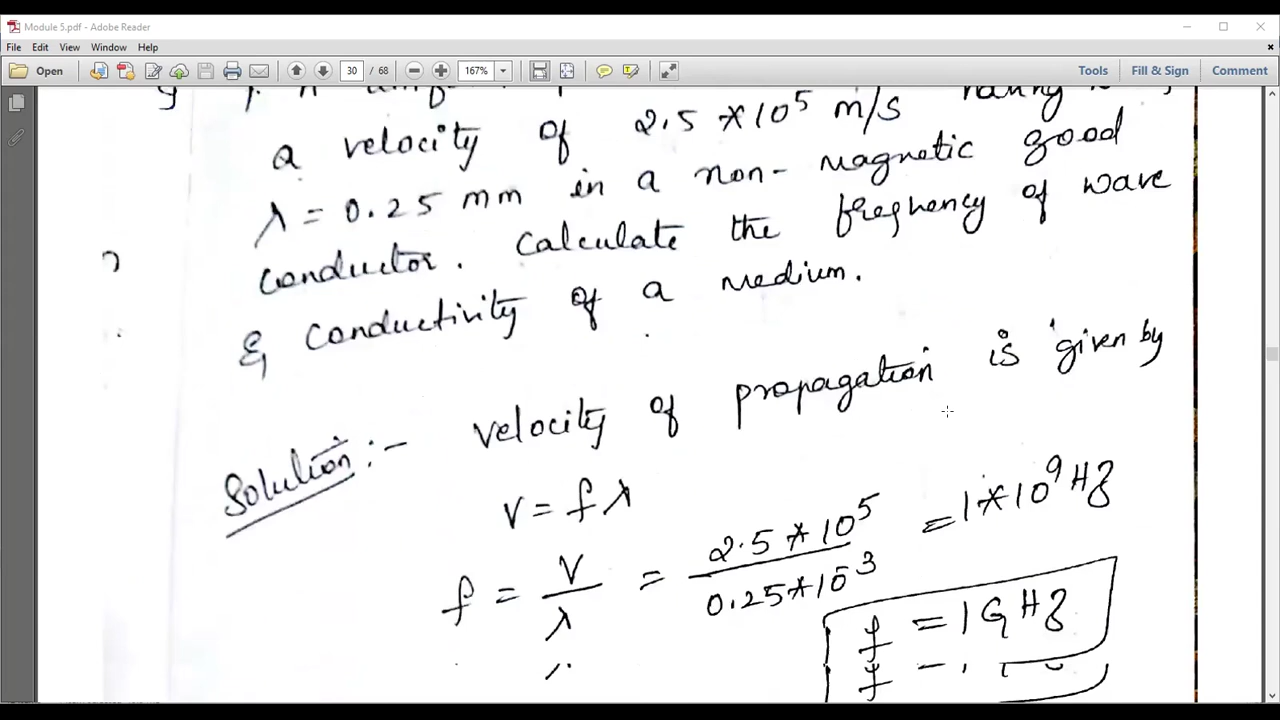 Module 5.pdf - Adobe Reader
File Edit View Window Help
Open 30 / 68 167% Tools Fill & Sign Comment
a velocity of 2.5 * 10^5 m/s having
λ = 0.25 mm in a non-magnetic good
conductor. Calculate the frequency of wave
& conductivity of a medium.
Solution:- velocity of propagation is given by
v = f λ
f = V/λ = 2.5 * 10^5 / 0.25 * 10^-3 = 1 * 10^9 Hz
f = 1 GHz